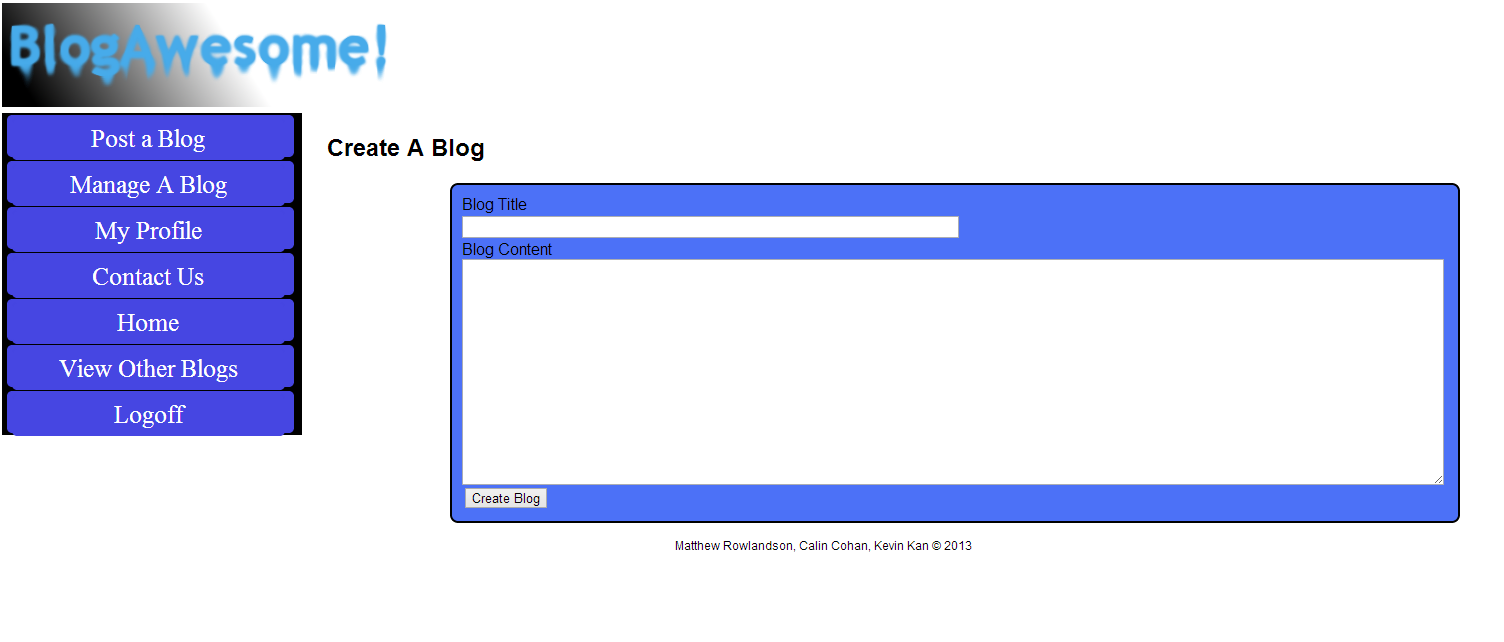 BlogAwesome!
Post a Blog
Manage A Blog
My Profile
Contact Us
Home
View Other Blogs
Logoff
Create A Blog
Blog Title
Blog Content
Create Blog
Matthew Rowlandson, Calin Cohan, Kevin Kan © 2013